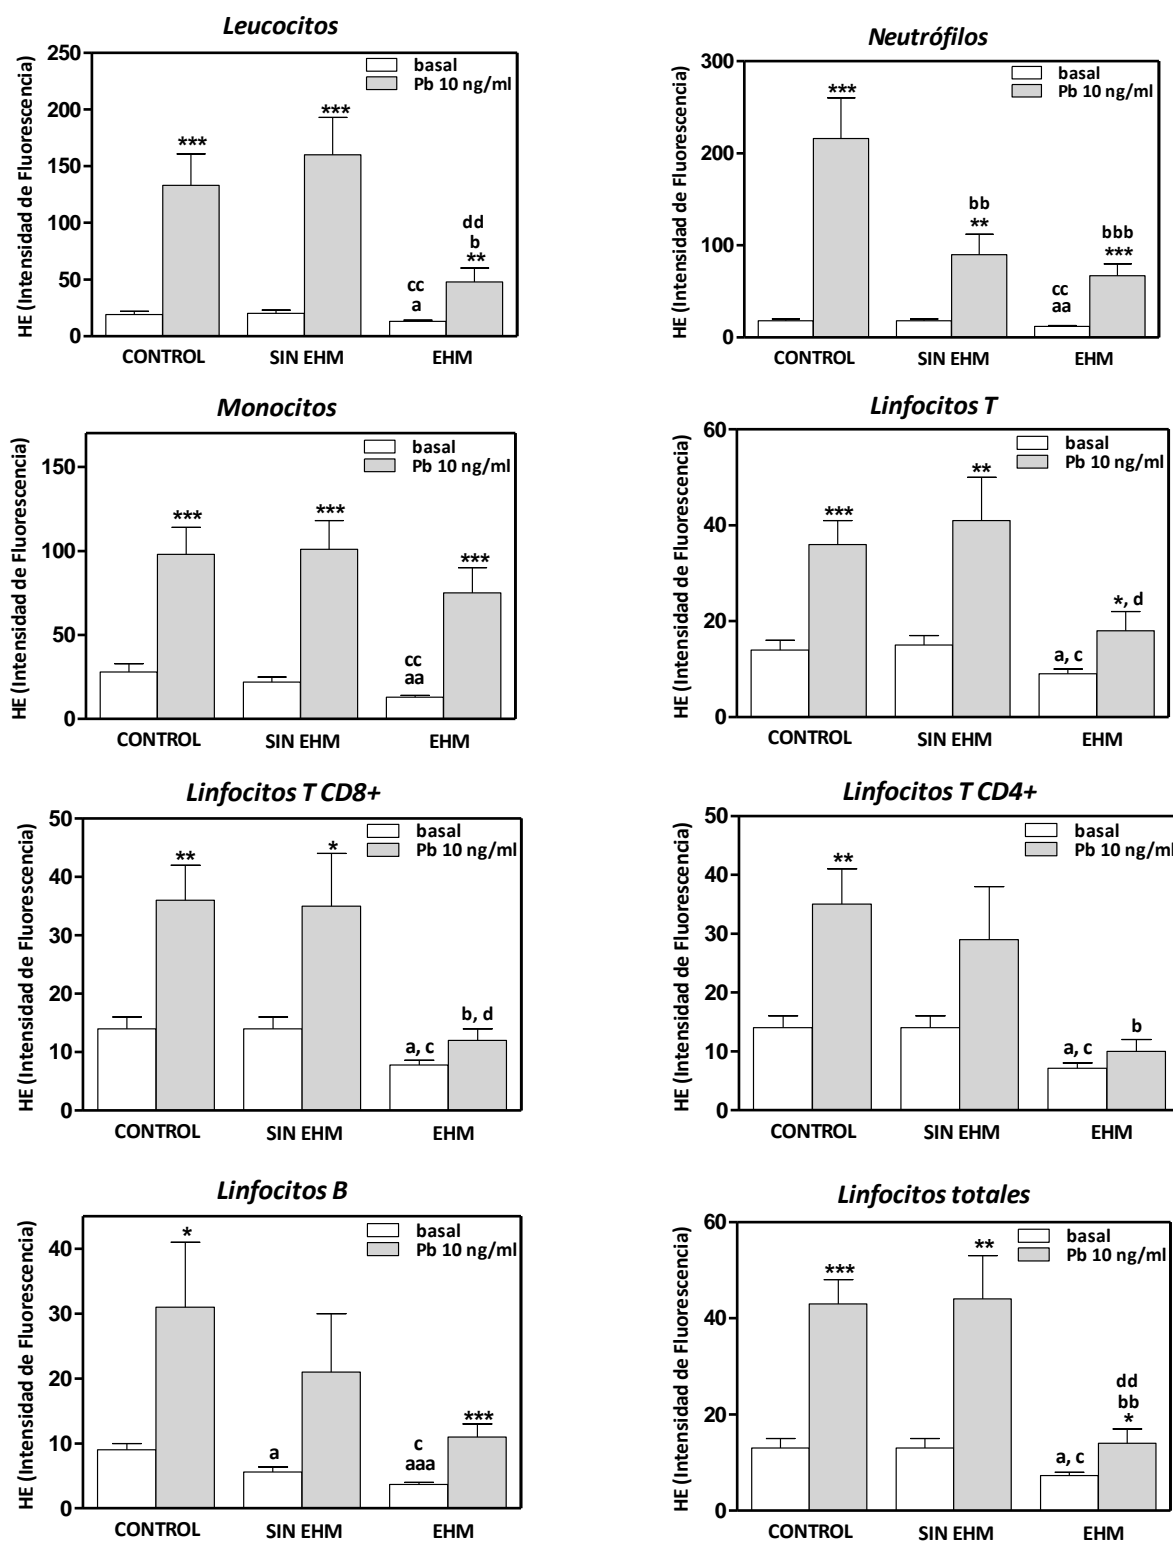 Leucocitos
HE (Intensidad de Fluorescencia)
250
200
150
100
50
0
basal
Pb 10 ng/ml
***
***
dd
b
**
cc
a
CONTROL SIN EHM EHM
Neutrófilos
HE (Intensidad de Fluorescencia)
300
200
100
0
basal
Pb 10 ng/ml
***
bb
**
bbb
***
cc
aa
CONTROL SIN EHM EHM
Monocitos
HE (Intensidad de Fluorescencia)
150
100
50
0
basal
Pb 10 ng/ml
***
***
***
cc
aa
CONTROL SIN EHM EHM
Linfocitos T
HE (Intensidad de Fluorescencia)
60
40
20
0
basal
Pb 10 ng/ml
***
**
*, d
a, c
CONTROL SIN EHM EHM
Linfocitos T CD8+
HE (Intensidad de Fluorescencia)
50
40
30
20
10
0
basal
Pb 10 ng/ml
**
*
b, d
a, c
CONTROL SIN EHM EHM
Linfocitos T CD4+
HE (Intensidad de Fluorescencia)
50
40
30
20
10
0
basal
Pb 10 ng/ml
**
b
a, c
CONTROL SIN EHM EHM
Linfocitos B
HE (Intensidad de Fluorescencia)
40
30
20
10
0
basal
Pb 10 ng/ml
*
a
***
c
aaa
CONTROL SIN EHM EHM
Linfocitos totales
HE (Intensidad de Fluorescencia)
60
40
20
0
basal
Pb 10 ng/ml
***
**
dd
bb
*
a, c
CONTROL SIN EHM EHM